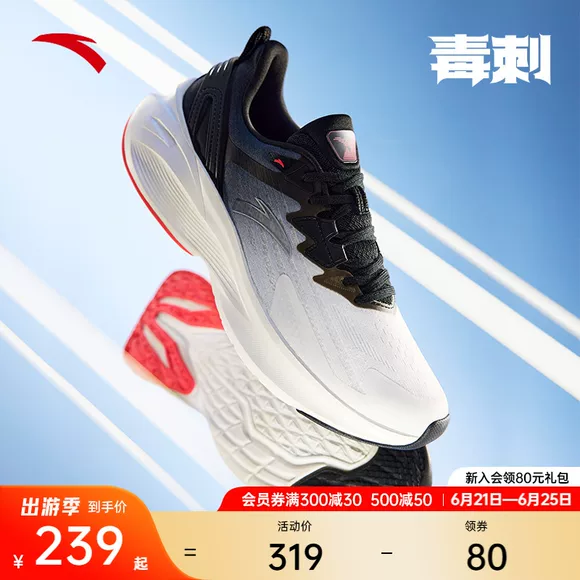 毒刺
新入会领80元礼包
出游季 到手价
会员券满300减30 500减50 6月21日—6月25日
活动价 领券
¥239起 = 319 - 80